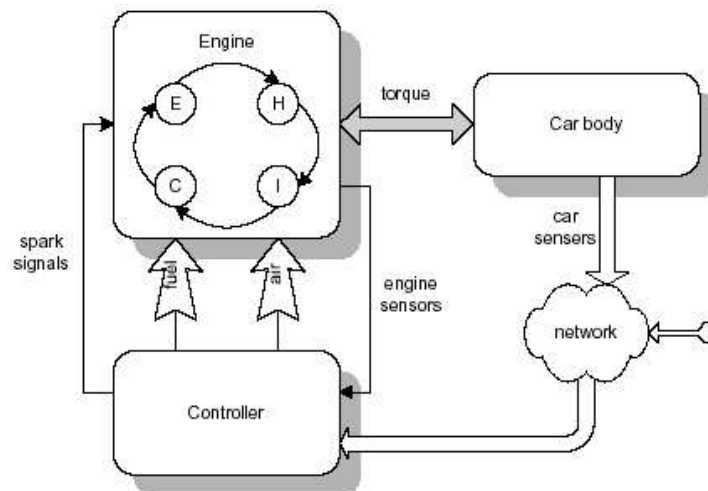 Engine
E
H
C
I
torque
Car body
spark
signals
fuel
air
engine
sensors
car
sensers
network
Controller